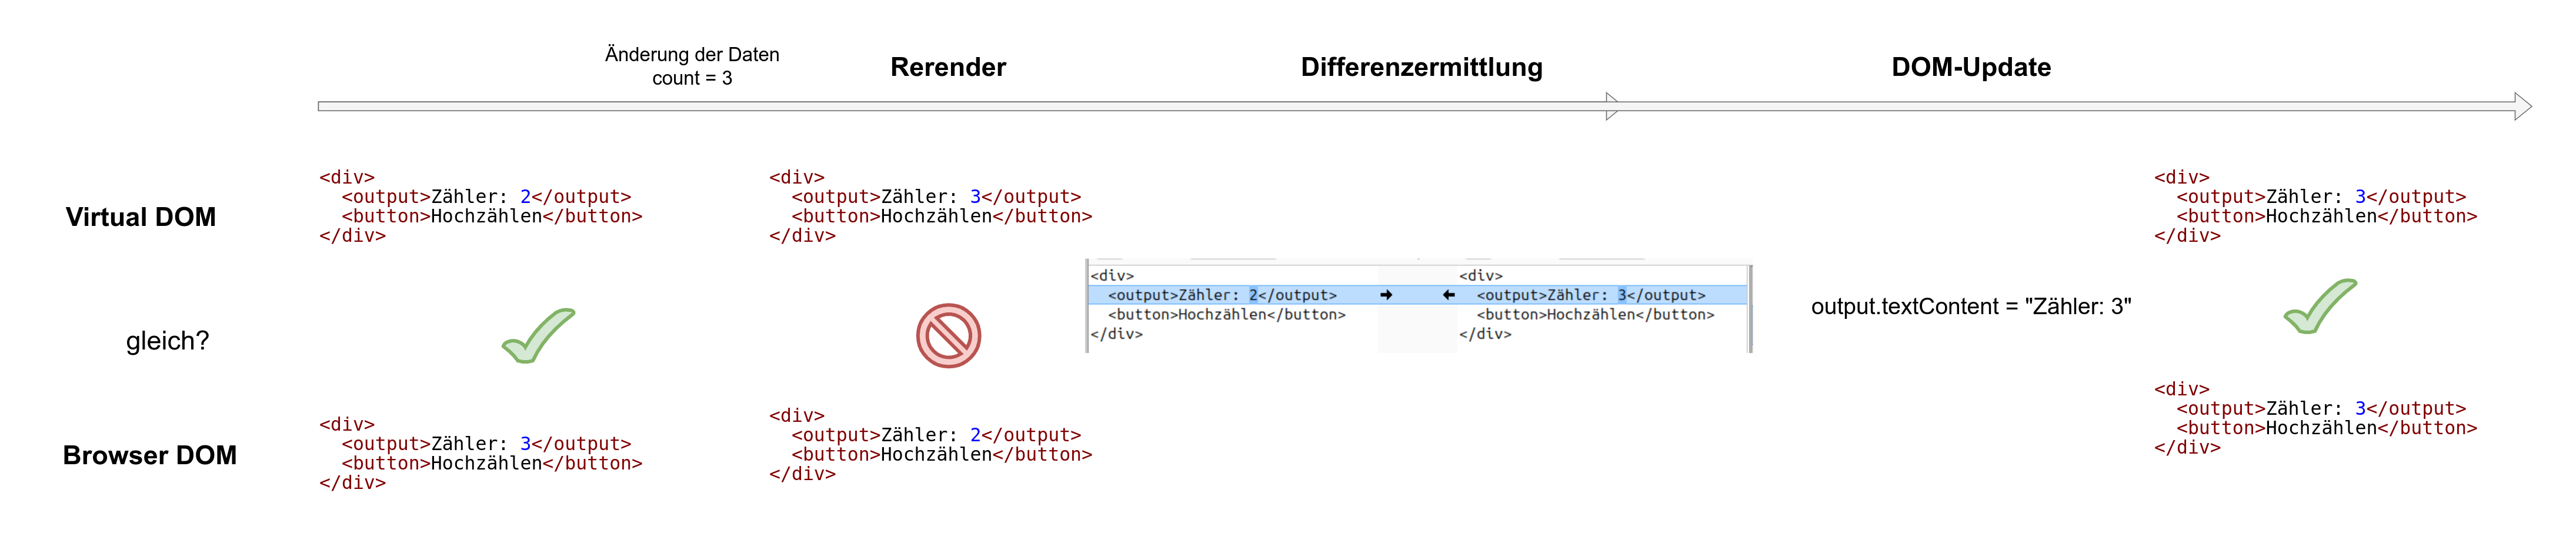 Änderung der Daten
count = 3
Rerender
Differenzermittlung
DOM-Update
Virtual DOM
<div>
  <output>Zähler: 2</output>
  <button>Hochzählen</button>
</div>
<div>
  <output>Zähler: 3</output>
  <button>Hochzählen</button>
</div>
<div>
  <output>Zähler: 3</output>
  <button>Hochzählen</button>
</div>
gleich?
<div>
  <output>Zähler: 2</output>
  <button>Hochzählen</button>
</div>
<div>
  <output>Zähler: 3</output>
  <button>Hochzählen</button>
</div>
output.textContent = "Zähler: 3"
Browser DOM
<div>
  <output>Zähler: 3</output>
  <button>Hochzählen</button>
</div>
<div>
  <output>Zähler: 2</output>
  <button>Hochzählen</button>
</div>
<div>
  <output>Zähler: 3</output>
  <button>Hochzählen</button>
</div>